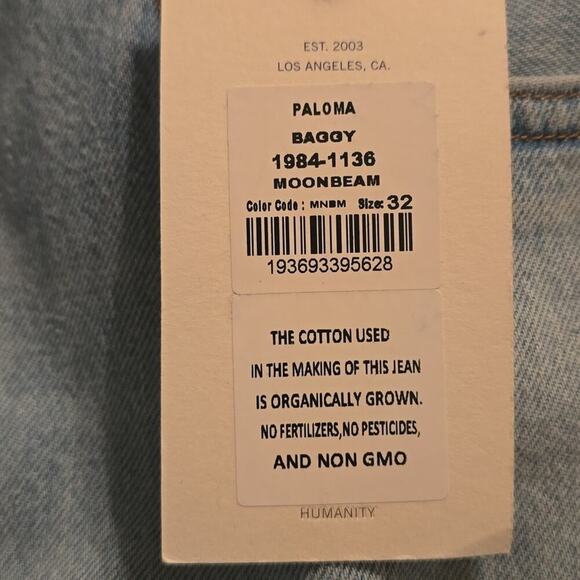 EST. 2003
LOS ANGELES, CA.
PALOMA
BAGGY
1984-1136
MOONBEAM
Color Code : MNBM Size: 32
193693395628
THE COTTON USED
IN THE MAKING OF THIS JEAN
IS ORGANICALLY GROWN.
NO FERTILIZERS,NO PESTICIDES,
AND NON GMO
HUMANITY